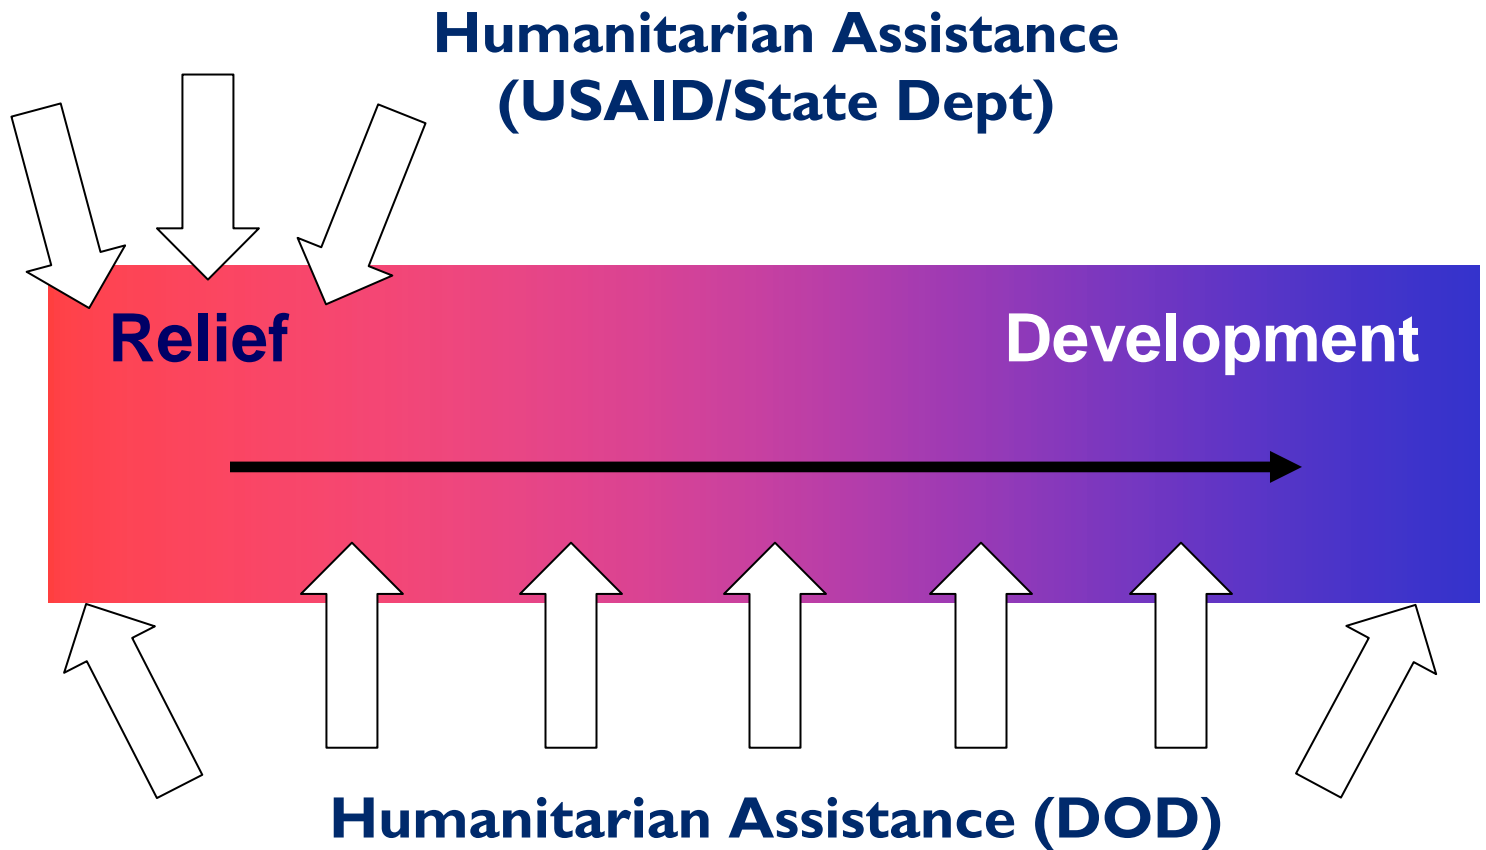 Humanitarian Assistance
(USAID/State Dept)
Relief
Development
Humanitarian Assistance (DOD)